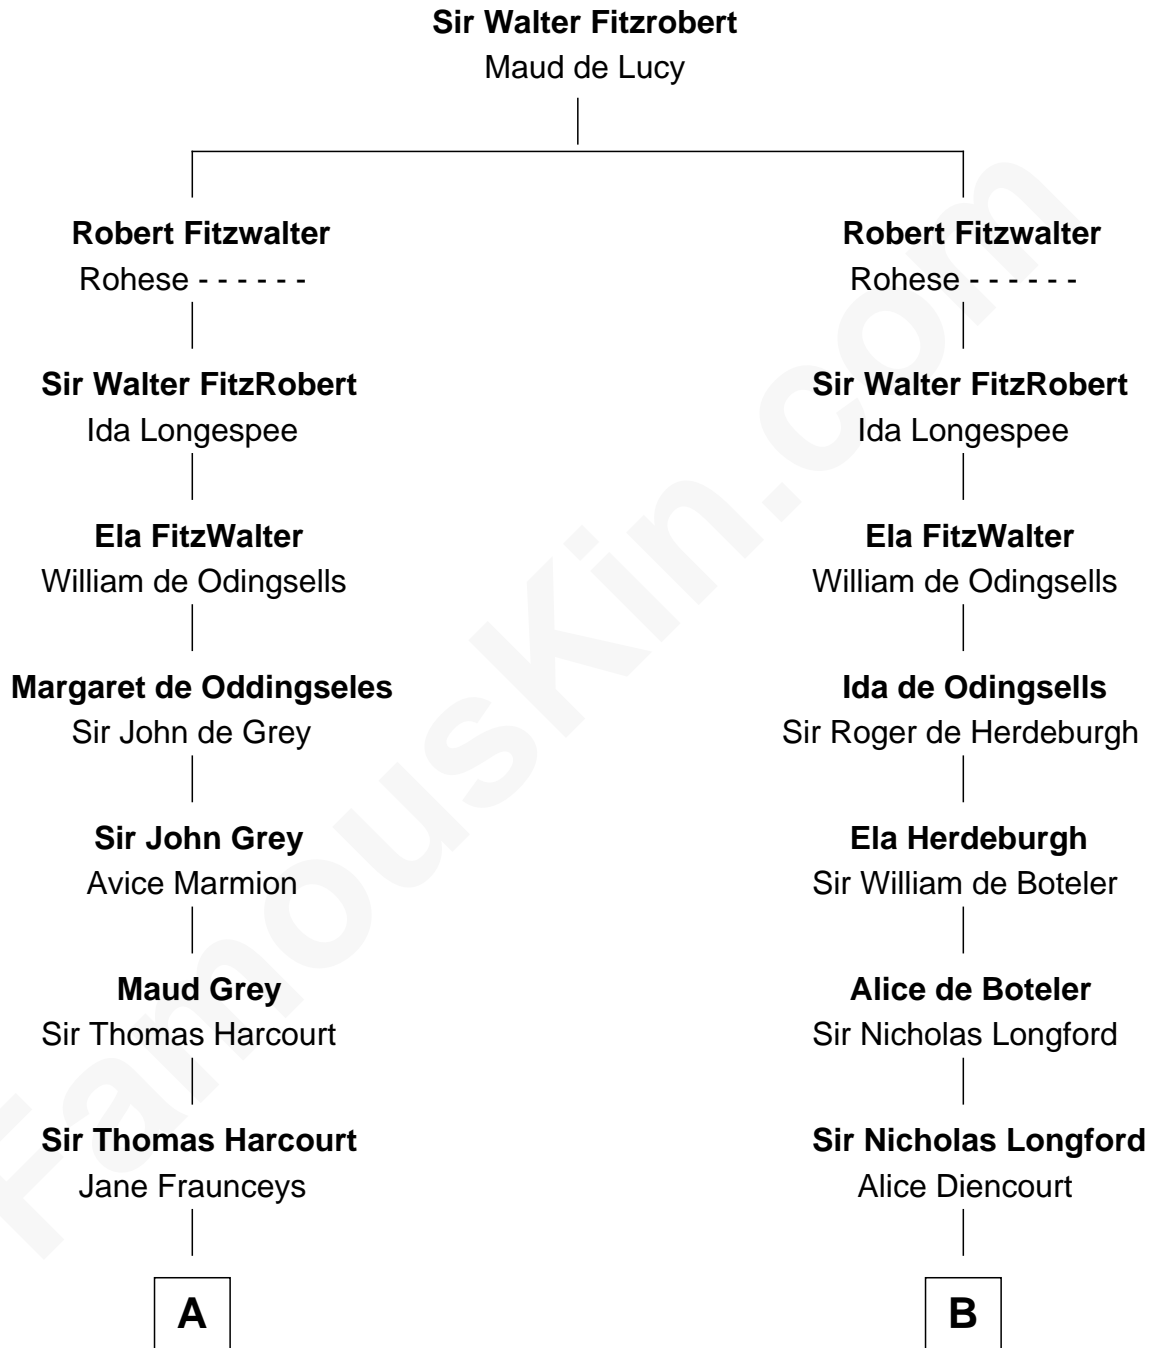 Sir Walter Fitzrobert
Maud de Lucy
Robert Fitzwalter
Rohese - - - - - -
Sir Walter FitzRobert
Ida Longespee
Ela FitzWalter
William de Odingsells
Margaret de Oddingseles
Sir John de Grey
Sir John Grey
Avice Marmion
Maud Grey
Sir Thomas Harcourt
Sir Thomas Harcourt
Jane Fraunceys
A
Robert Fitzwalter
Rohese - - - - - -
Sir Walter FitzRobert
Ida Longespee
Ela FitzWalter
William de Odingsells
Ida de Odingsells
Sir Roger de Herdeburgh
Ela Herdeburgh
Sir William de Boteler
Alice de Boteler
Sir Nicholas Longford
Sir Nicholas Longford
Alice Diencourt
B
FamousKin.com